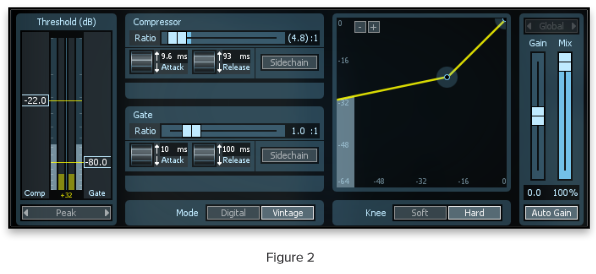 Threshold (dB)
-22.0
-80.0
Comp
+32
Gate
Peak
Compressor
Ratio
(4.8) :1
9.6 ms
Attack
93 ms
Release
Sidechain
Gate
Ratio
1.0 :1
10 ms
Attack
100 ms
Release
Sidechain
Mode
Digital
Vintage
0
- +
-16
-32
-48
-64
-48
-32
-16
0
Knee
Soft
Hard
Global
Gain
Mix
0.0
100%
Auto Gain
Figure 2